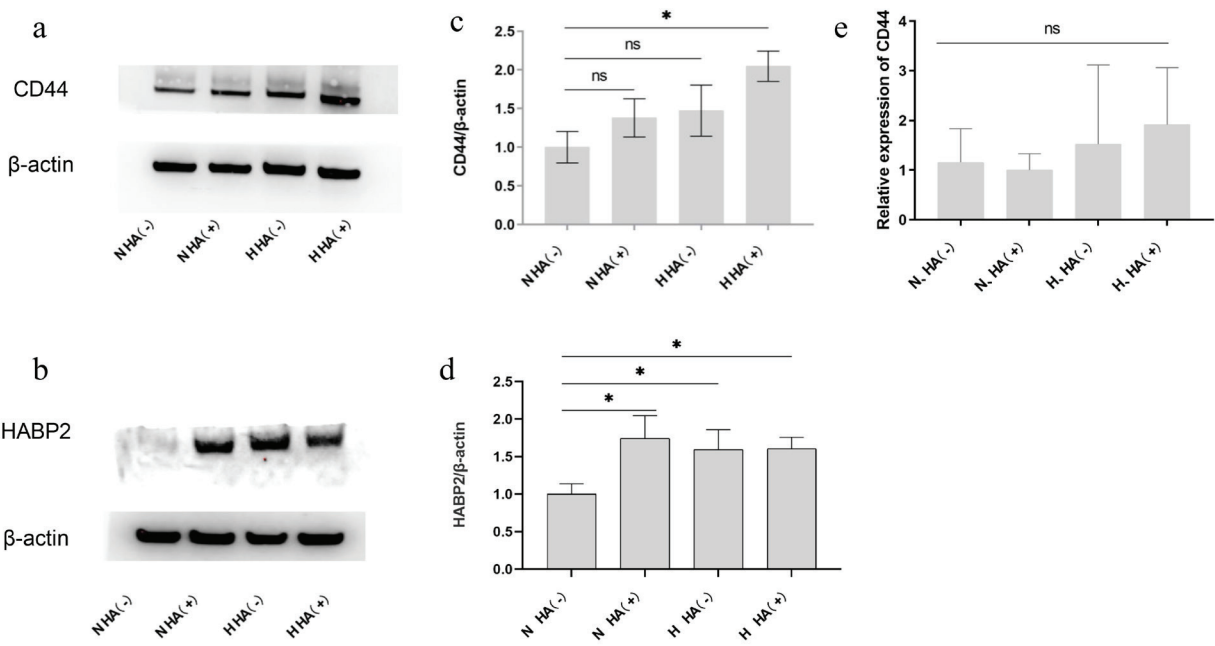 a
CD44
β-actin
N HA(-)
N HA(+)
H HA(-)
H HA(+)
b
HABP2
β-actin
N HA(-)
N HA(+)
H HA(-)
H HA(+)
c
CD44/β-actin
2.5
2.0
1.5
1.0
0.5
0.0
*
ns
ns
N HA(-)
N HA(+)
H HA(-)
H HA(+)
d
HABP2/β-actin
2.5
2.0
1.5
1.0
0.5
0.0
*
*
*
N HA(-)
N HA(+)
H HA(-)
H HA(+)
e
Relative expression of CD44
4
3
2
1
0
ns
N、HA(-)
N、HA(+)
H、HA(-)
H、HA(+)